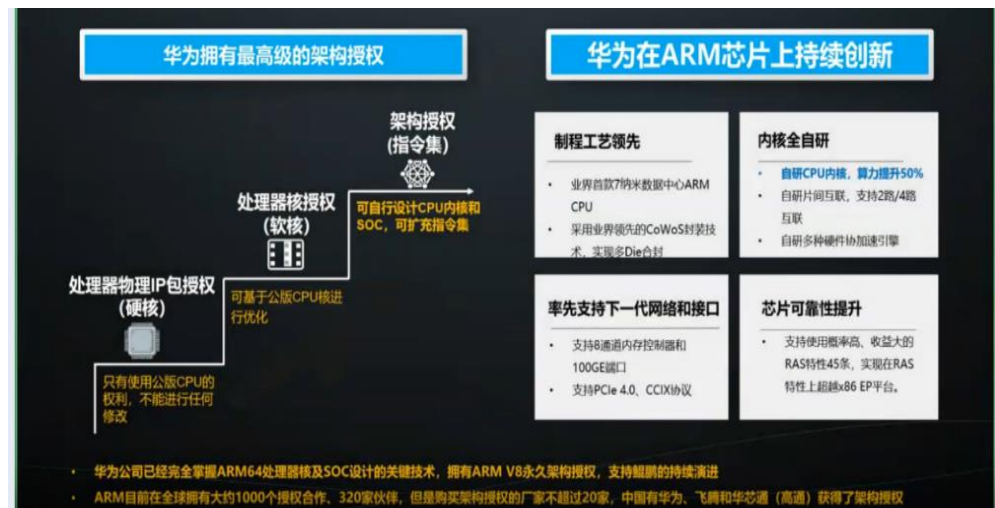 华为拥有最高级的架构授权
华为在ARM芯片上持续创新
架构授权
(指令集)
可自行设计CPU内核和
SOC，可扩充指令集
处理器核授权
(软核)
可基于公版CPU核进
行优化
处理器物理IP包授权
(硬核)
只有使用公版CPU的
权利，不能进行任何
修改
制程工艺领先
• 业界首款7纳米数据中心ARM
CPU
• 采用业界领先的CoWoS封装技
术，实现多Die合封
内核全自研
• 自研CPU内核，算力提升50%
• 自研片间互联，支持2路/4路
互联
• 自研多种硬件协加速引擎
率先支持下一代网络和接口
• 支持8通道内存控制器和
100GE端口
• 支持PCIe 4.0、CCIX协议
芯片可靠性提升
• 支持使用概率高、收益大的
RAS特性45条，实现在RAS
特性上超越x86 EP平台。
• 华为公司已经完全掌握ARM64处理器核及SOC设计的关键技术，拥有ARM V8永久架构授权，支持鲲鹏的持续演进
• ARM目前在全球拥有大约1000个授权合作、320家伙伴，但是购买架构授权的厂家不超过20家，中国有华为、飞腾和华芯通（高通）获得了架构授权